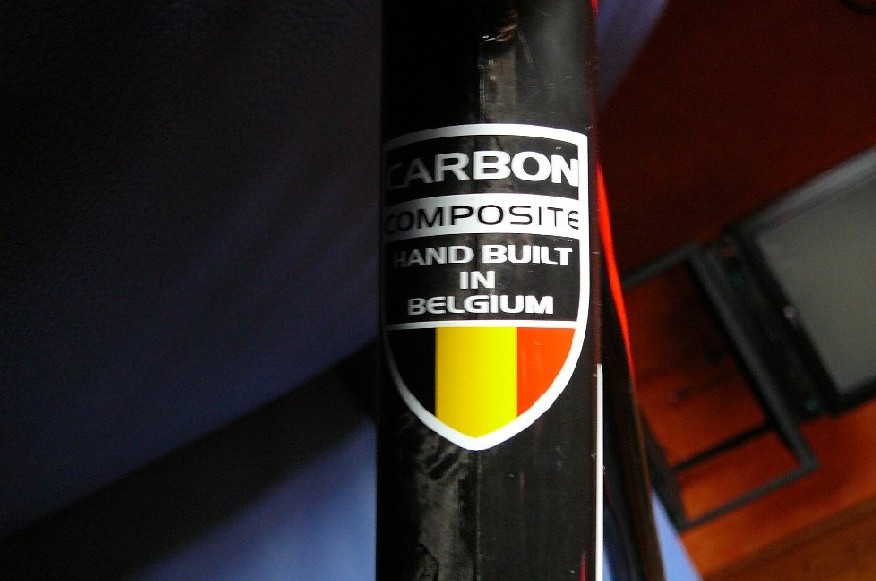 CARBON
COMPOSITE
HAND BUILT
IN
BELGIUM